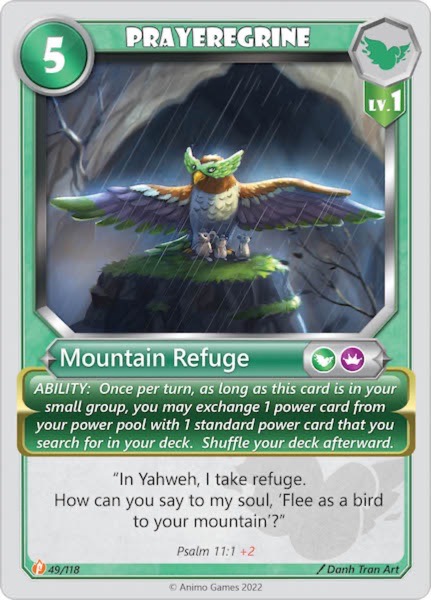 5
PRAYEREGRINE
LV.1
Mountain Refuge
ABILITY: Once per turn, as long as this card is in your
small group, you may exchange 1 power card from
your power pool with 1 standard power card that you
search for in your deck. Shuffle your deck afterward.
“In Yahweh, I take refuge.
How can you say to my soul, ‘Flee as a bird
to your mountain’?”
Psalm 11:1 +2
49/118
Danh Tran Art
© Animo Games 2022